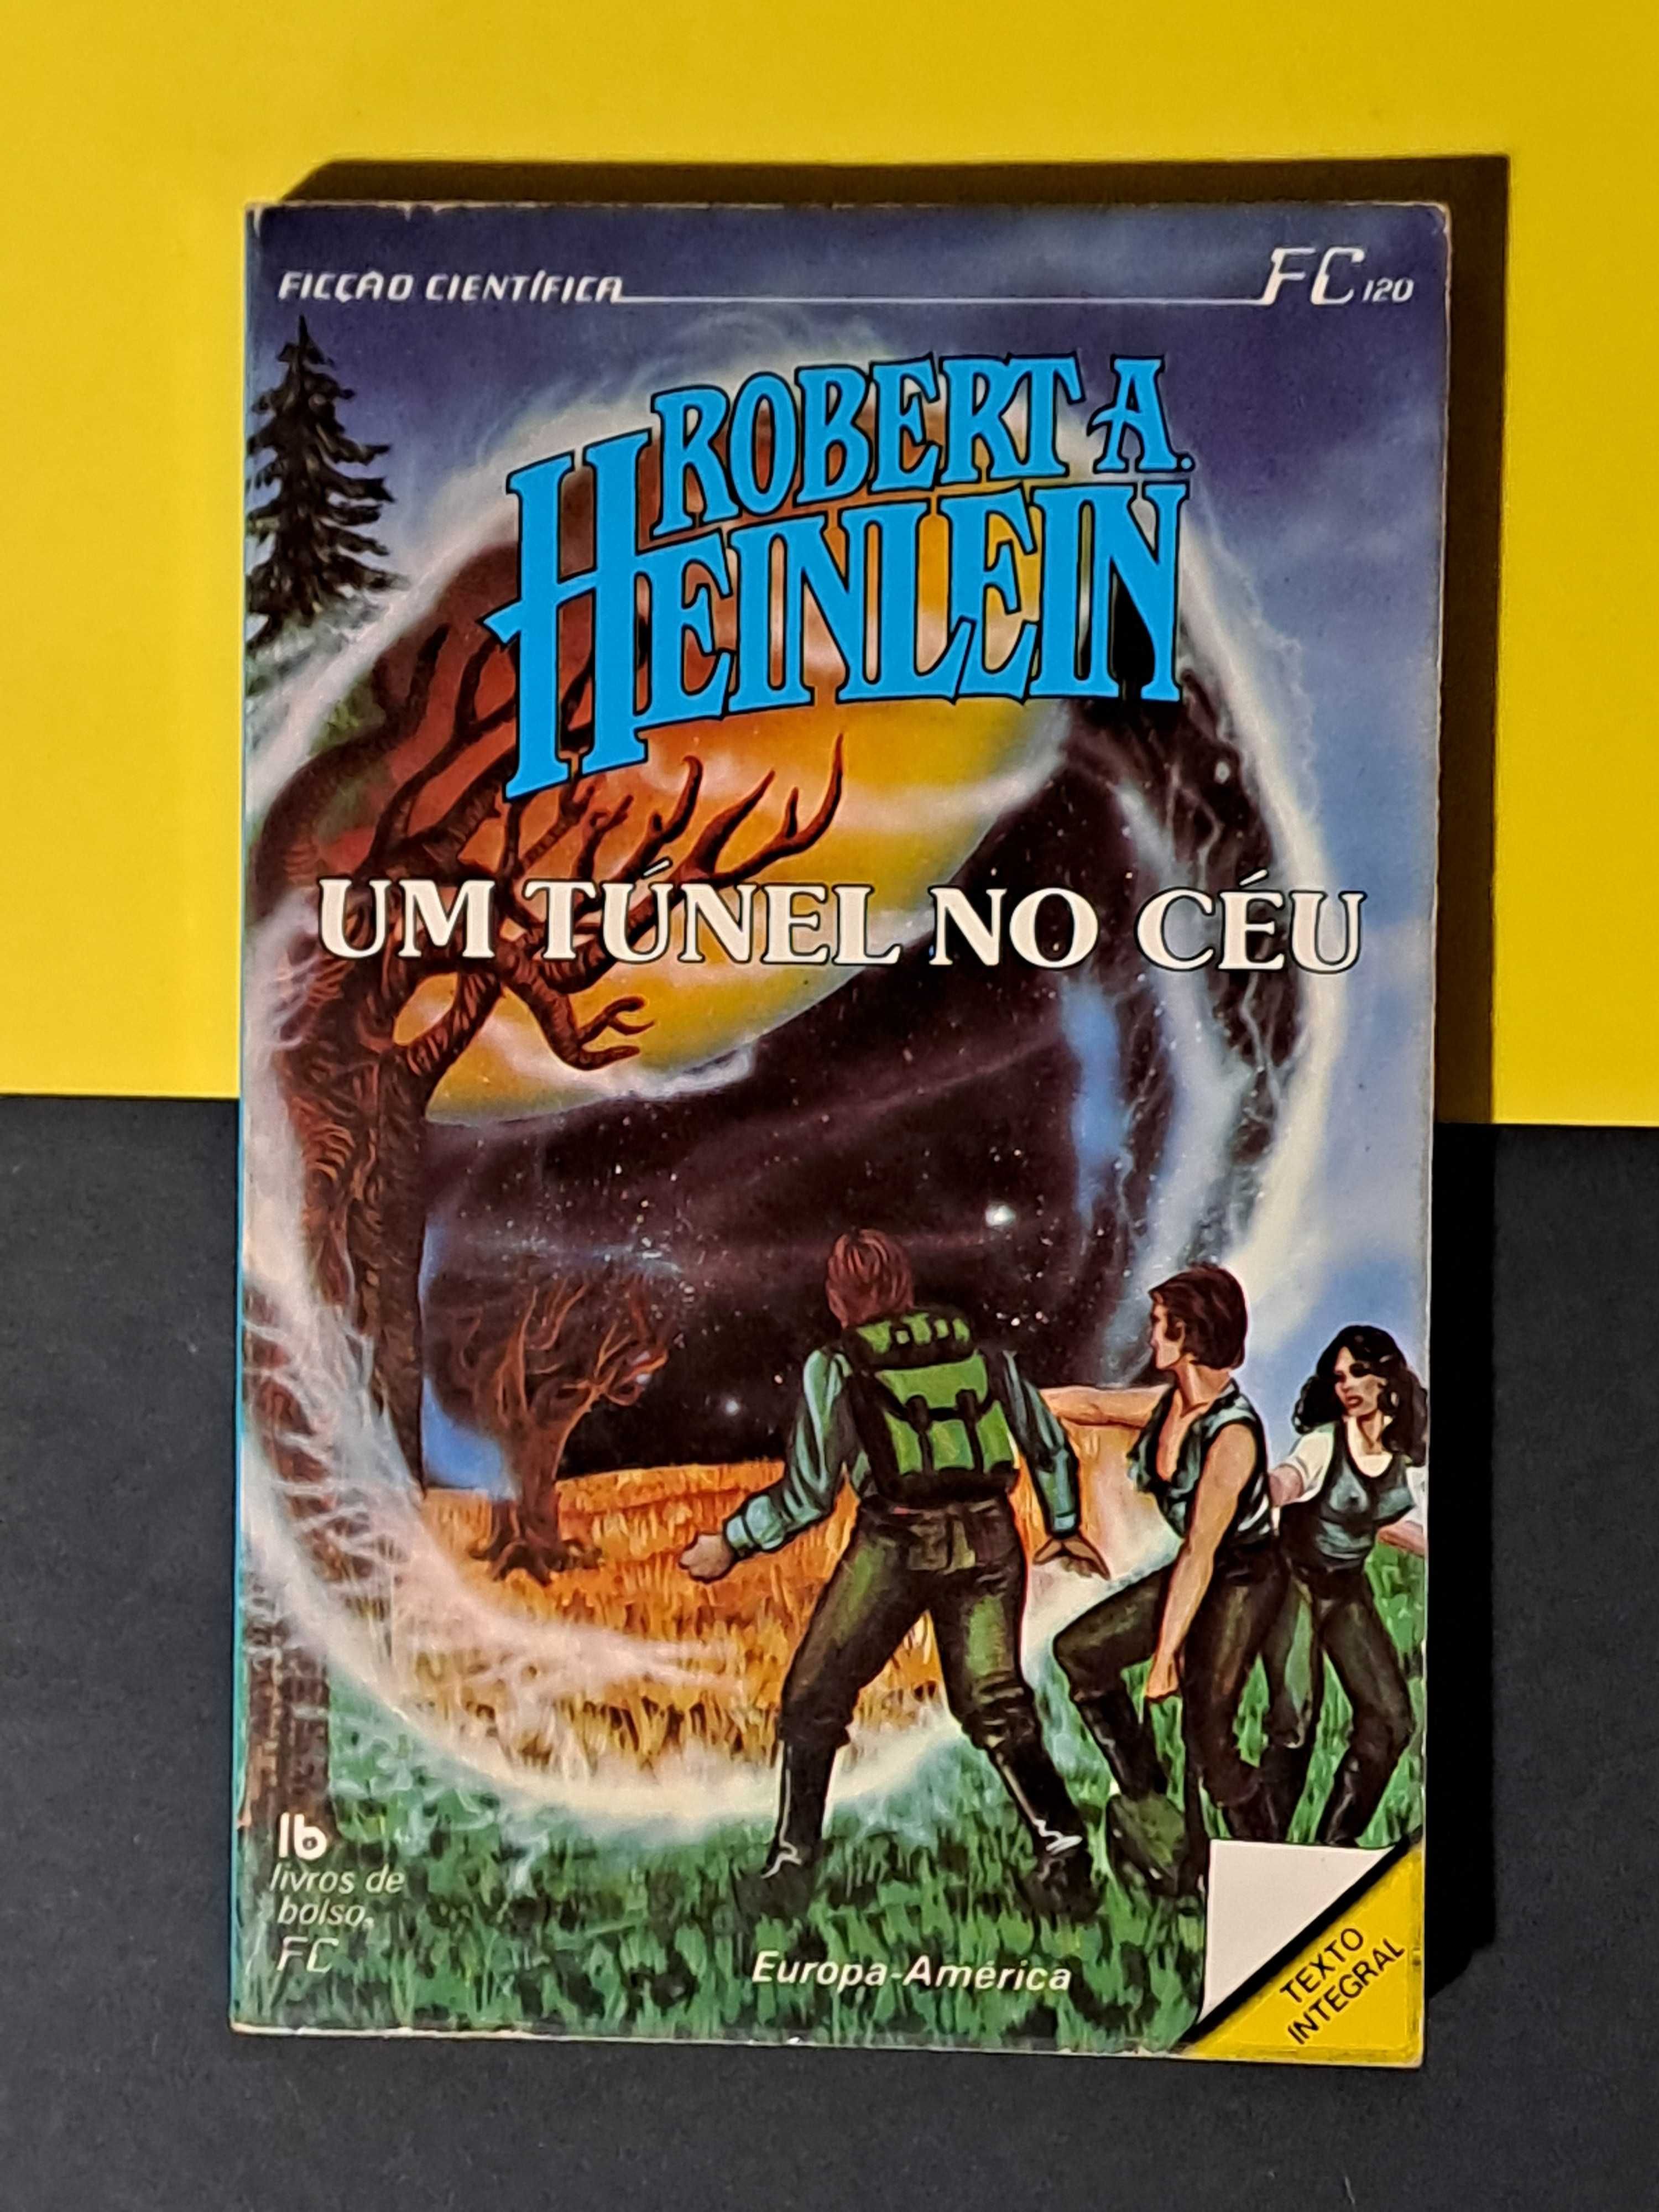 FICÇÃO CIENTÍFICA FC 120
ROBERT A.
HEINLEIN
UM TÚNEL NO CÉU
lb
livros de
bolso
FC
Europa-América
TEXTO
INTEGRAL